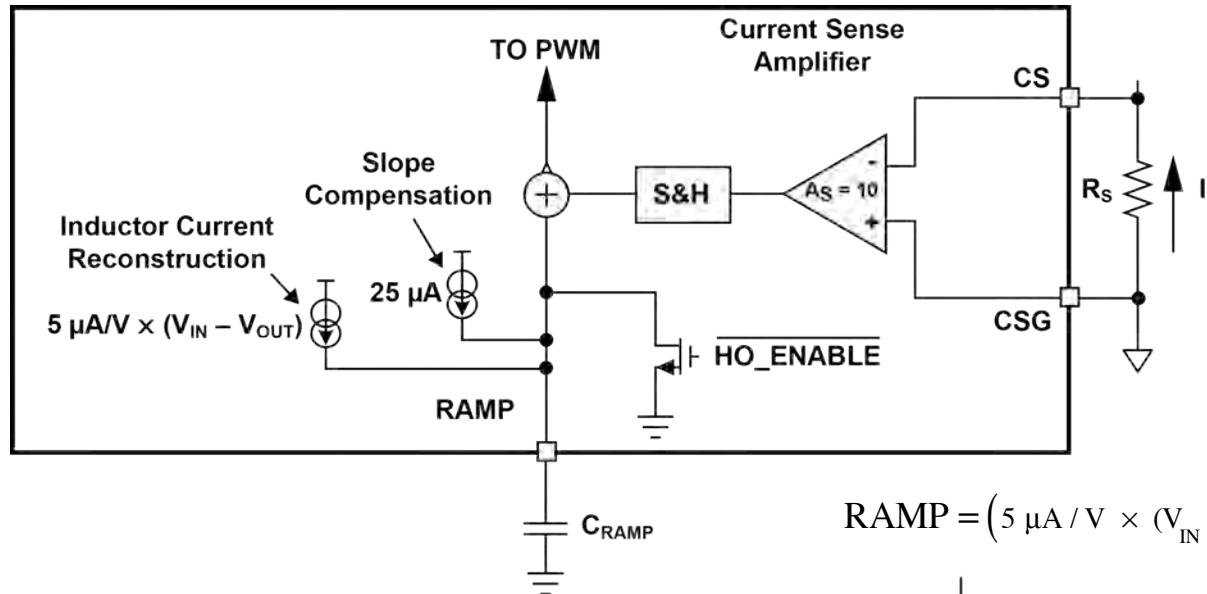 Current Sense
Amplifier
TO PWM
CS
Slope
Compensation
S&H
-
As = 10
+
RS
I
Inductor Current
Reconstruction
25 µA
5 µA/V × (VIN – VOUT)
CSG
HO_ENABLE
RAMP
CRAMP
RAMP = (5 µA / V × (VIN